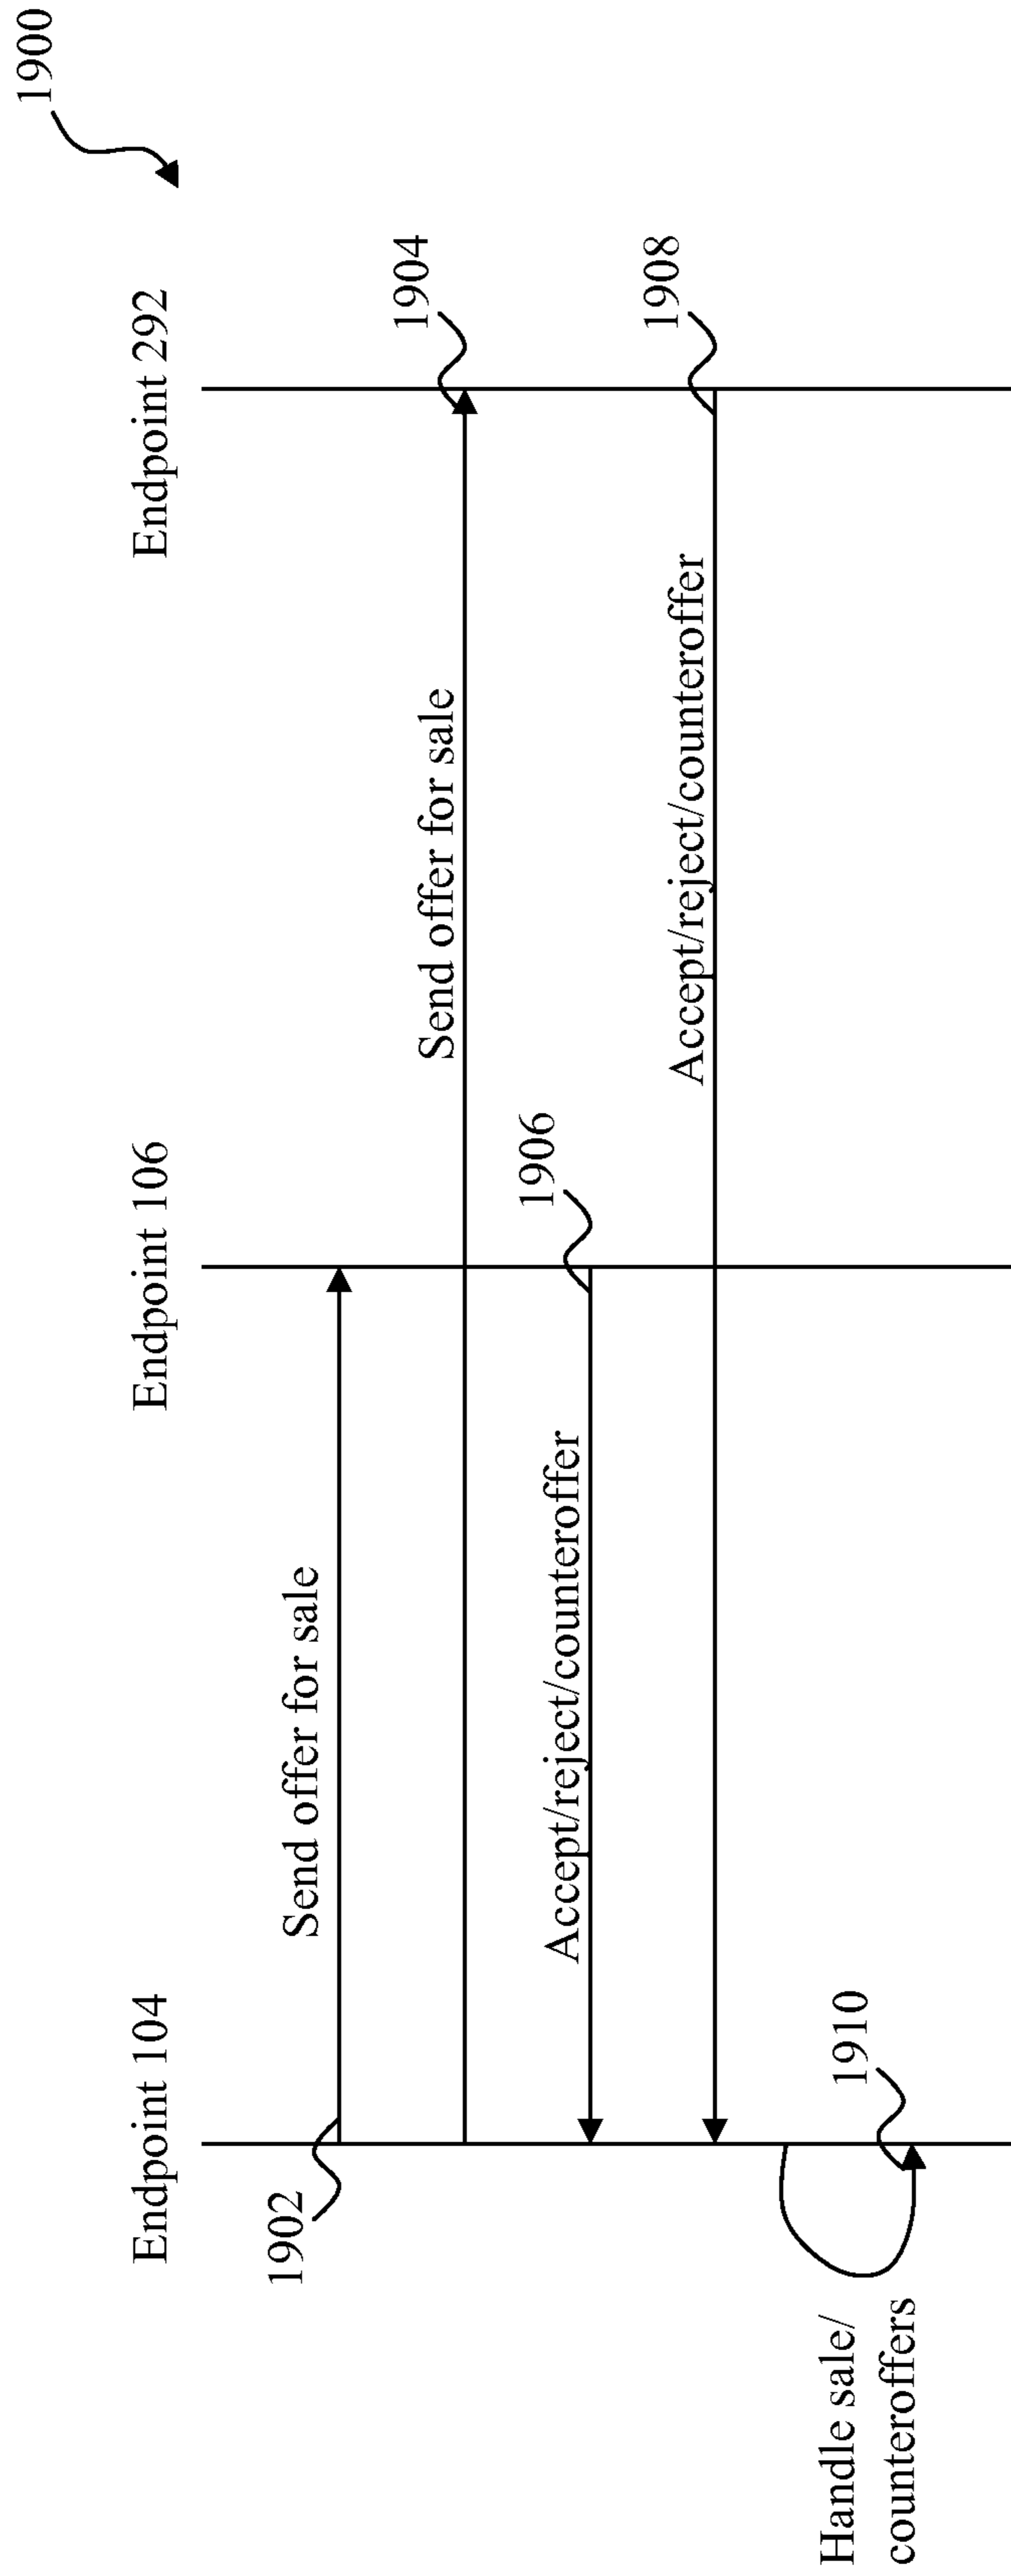 1900
Endpoint 104
Endpoint 106
Endpoint 292
1902
Send offer for sale
Send offer for sale
1904
Accept/reject/counteroffer
1906
Accept/reject/counteroffer
1908
Handle sale/
counteroffers
1910